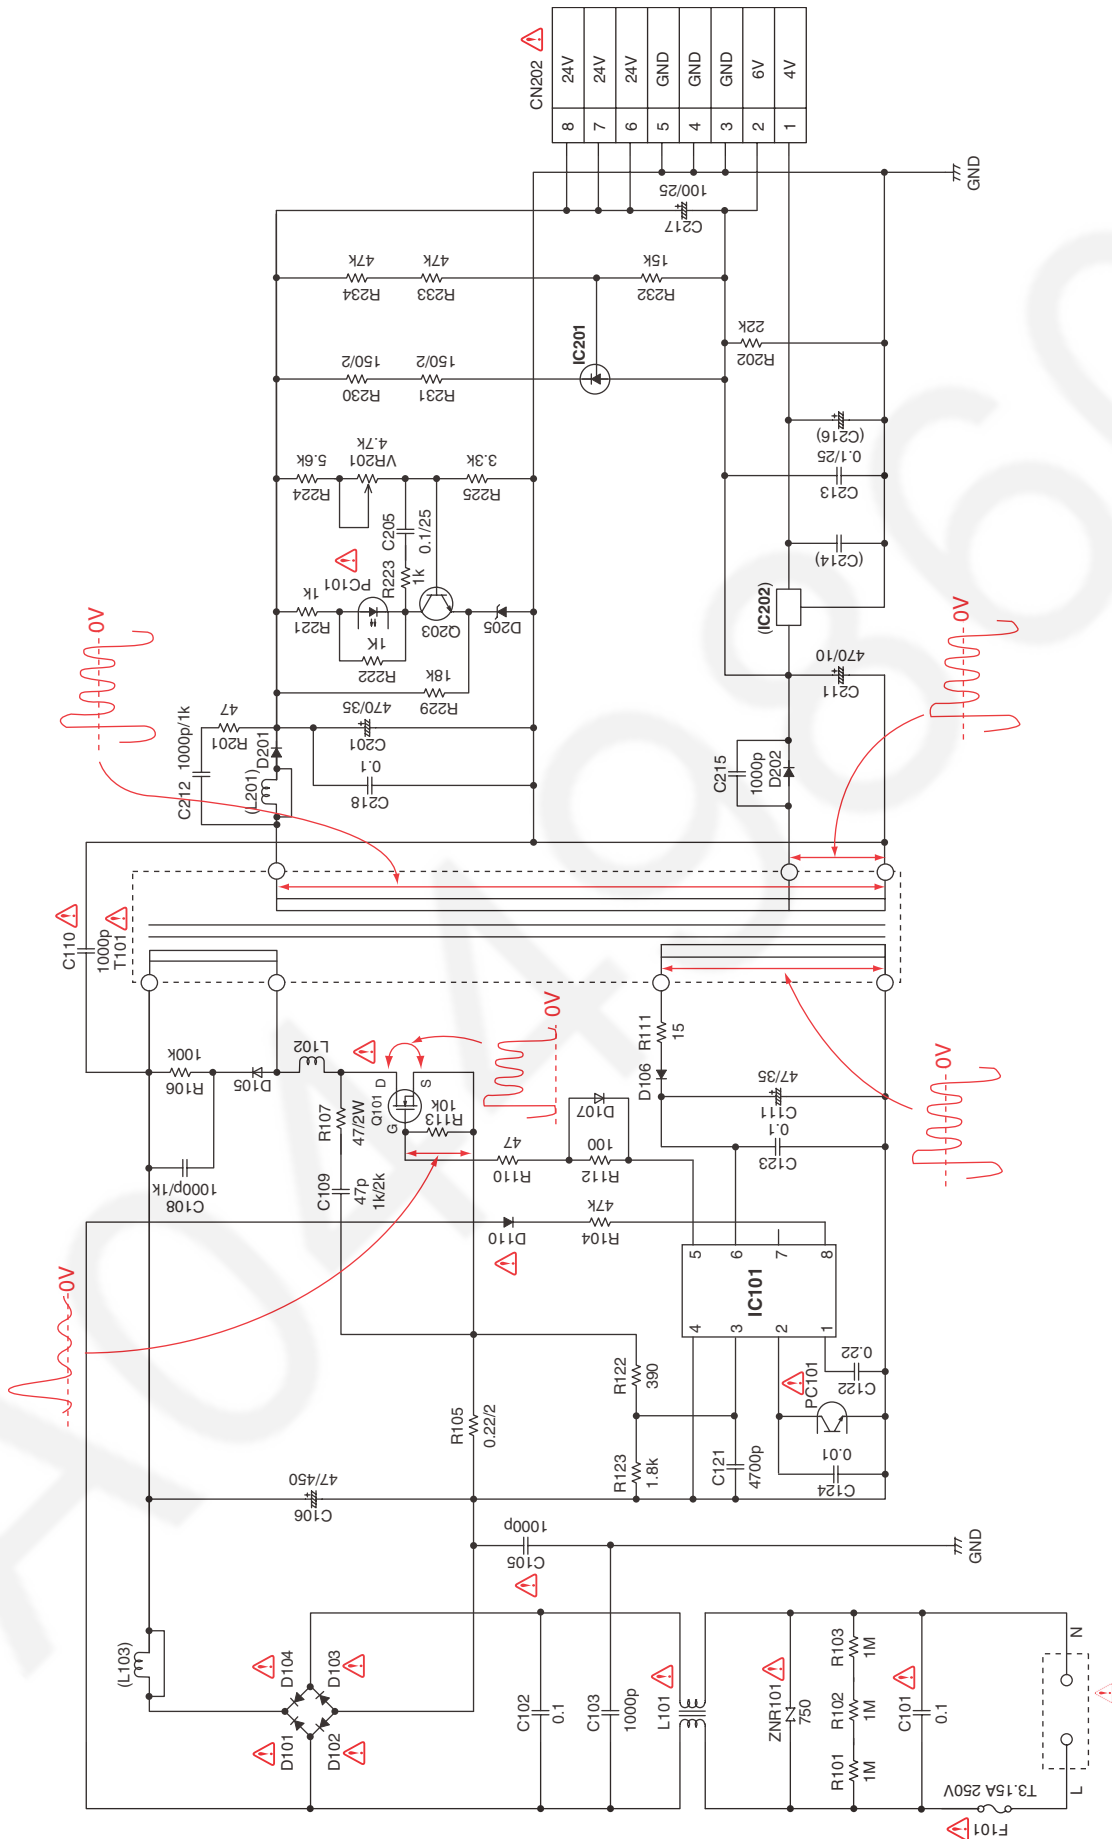 CN202
8 24V
7 24V
6 24V
5 GND
4 GND
3 GND
2 6V
1 4V
GND
100/25
C217
47k
R234
47k
R233
15k
R232
22k
R202
150/2
R230
150/2
R231
IC201
5.6k
R224
4.7k
VR201
3.3k
R225
C205
0.1/25
PC101
R223
1k
1k
R221
1K
R222
Q203
D205
18k
R229
470/35
C201
0.1
C218
47
R201
D201
C212 1000p/1k
(L201)
0V
(C216)
0.1/25
C213
(C214)
(IC202)
470/10
C211
C215
1000p
D202
0V
C110
1000p
T101
100k
R106
D105
L102
1000p/1k
C108
R107
47/2W
C109
47p
1k/2k
Q101
D
S
G
10k
R113
0V
47
R110
100
R112
D107
R111
15
D106
47/35
C111
0.1
C123
0V
D110
47k
R104
IC101
5
6
7
8
4
3
2
1
0V
R122
390
R105
0.22/2
R123
1.8k
C121
4700p
PC101
0.22
C122
0.01
C124
47/450
C106
1000p
C105
GND
(L103)
D104
D103
D101
D102
C102
0.1
C103
1000p
L101
ZNR101
750
R103
1M
R102
1M
R101
1M
C101
0.1
N
L
T3.15A 250V
F101